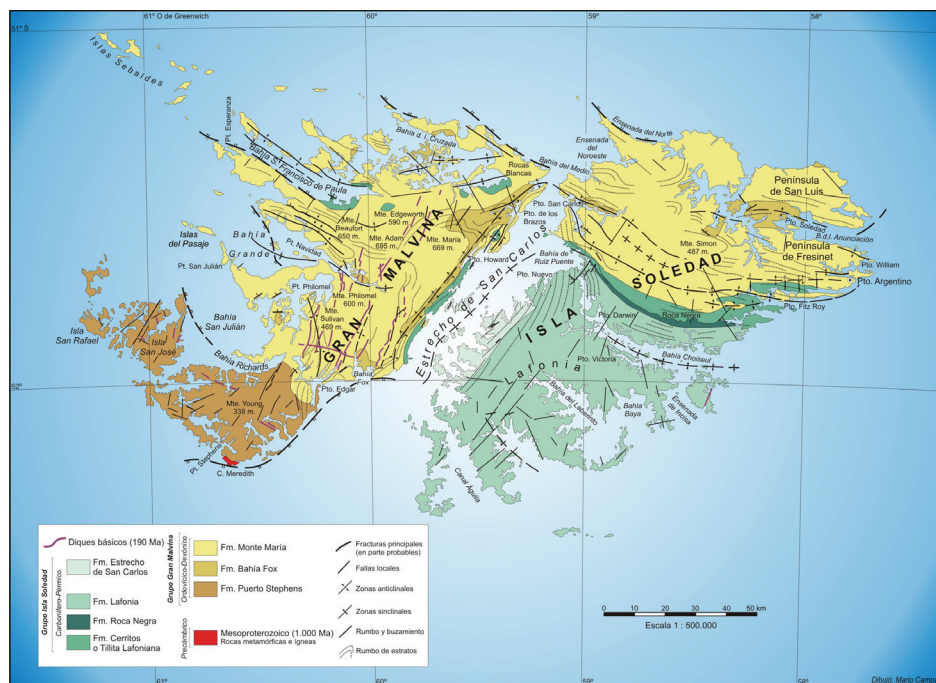 61° O de Greenwich
60°
59°
58°
51° S
Islas Sebaldes
Pt. Esperanza
Bahía d. l. Cruzada
Ensenada del Norte
Ensenada
del
Noroeste
Bahía S. Francisco de Paula
Rocas
Blancas
Bahía del Medio
Península
de San Luis
Mte. Edgeworth
590 m.
Mte.
Beaufort
650 m.
Pto. San Carlos
Pto. de los
Brazos
Pto. Soledad
B.d.l. Anunciación
Islas
del Pasaje
Bahía
Grande
Pt. Navidad
Mte. Adam
695 m.
Mte. María
669 m.
Mte. Simon
487 m.
Península
de Fresinet
Pto. William
Pto. Argentino
Pt. San Julián
Pto. Howard
Bahía de
Ruiz Puente
Pto. Nuevo
Pt. Philomel
Mte. Philomel
600 m.
Mte.
Sulivan
469 m.
GRAN MALVINA
Estrecho de San Carlos
ISLA SOLEDAD
Pto. Fitz Roy
Roca Negra
Pto. Darwin
Isla
San Rafael
Isla
San José
Bahía
San Julián
Bahía Richards
Bahía Choiseul
Pto. Victoria
Lafonia
52°
Bahía
Fox
Pto. Edgar
Mte. Young
338 m.
Bahía del Laberinto
Bahía
Baya
Ensenada
de Incisla
Pt. Stephens
C. Meredith
Canal Águila
Diques básicos (190 Ma)
Grupo Isla Soledad
Carbonífero-Pérmico
Fm. Estrecho
de San Carlos
Fm. Lafonia
Fm. Roca Negra
Fm. Cerritos
o Tillita Lafoniana
Grupo Gran Malvina
Ordovícico-Devónico
Fm. Monte María
Fm. Bahía Fox
Fm. Puerto Stephens
Precámbrico
Mesoproterozoico (1.000 Ma)
Rocas metamórficas e ígneas
Fracturas principales
(en parte probables)
Fallas locales
Zonas anticlinales
Zonas sinclinales
Rumbo y buzamiento
Rumbo de estratos
0 10 20 30 40 50 km
Escala 1 : 500.000
61°
60°
59°
58°
Dibujó: Mario Campa